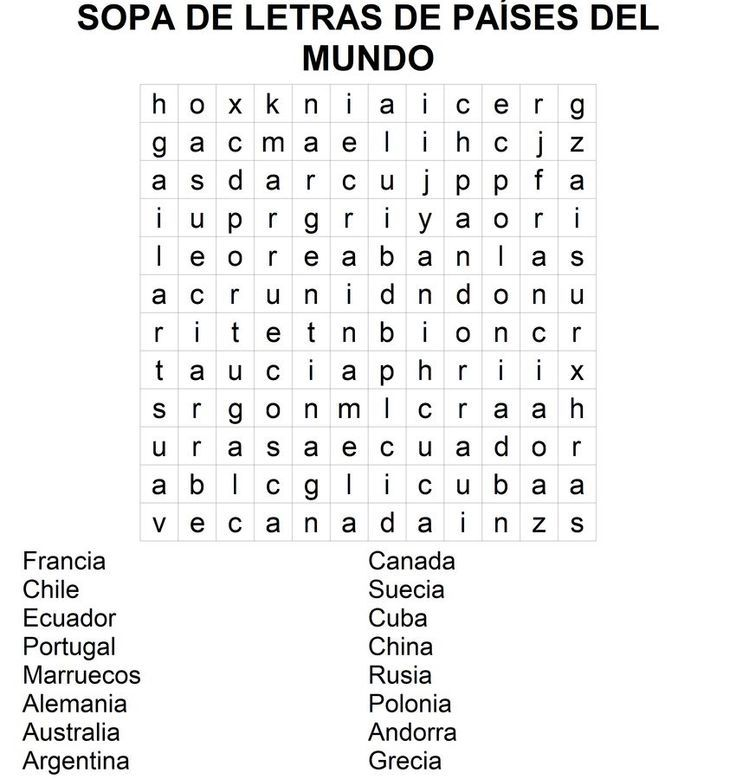 SOPA DE LETRAS DE PAÍSES DEL
MUNDO
h o x k n i a i c e r g
g a c m a e l i h c j z
a s d a r c u j p p f a
i u p r g r i y a o r i
l e o r e a b a n l a s
a c r u n i d n d o n u
r i t e t n b i o n c r
t a u c i a p h r i i x
s r g o n m l c r a a h
u r a s a e c u a d o r
a b l c g l i c u b a a
v e c a n a d a i n z s
Francia Canada
Chile Suecia
Ecuador Cuba
Portugal China
Marruecos Rusia
Alemania Polonia
Australia Andorra
Argentina Grecia